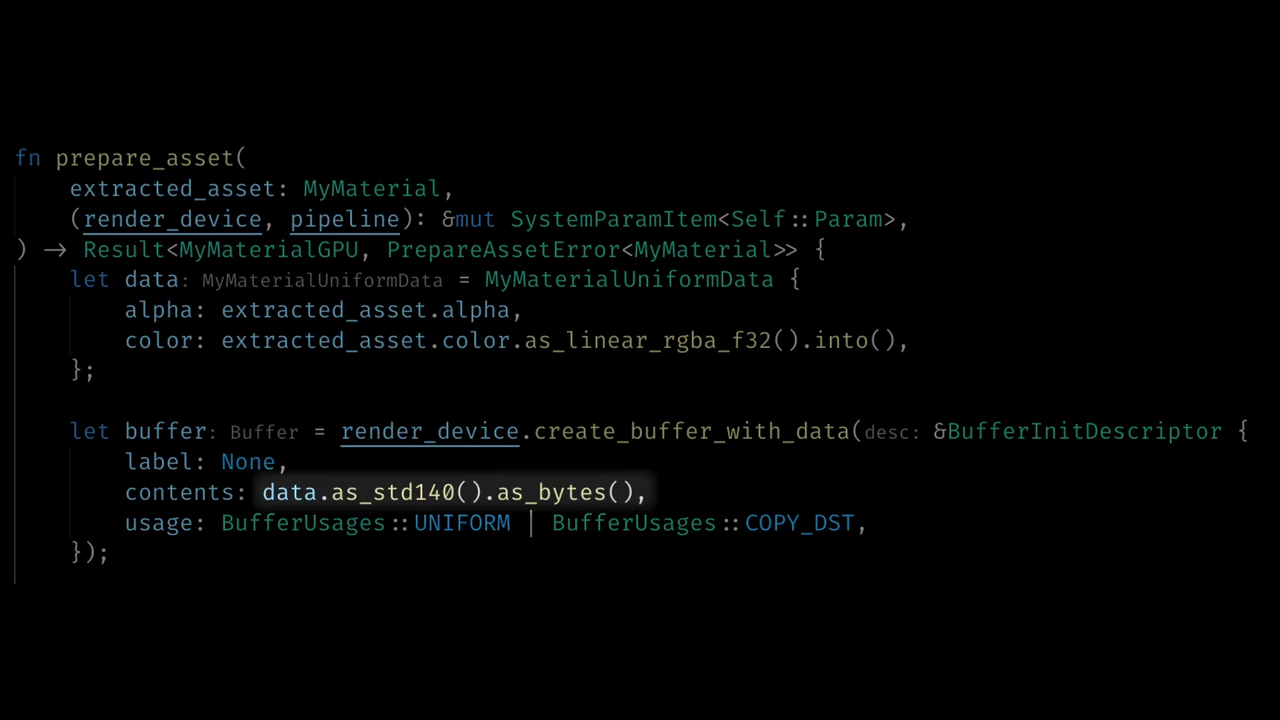 fn prepare_asset(
    extracted_asset: MyMaterial,
    (render_device, pipeline): &mut SystemParamItem<Self::Param>,
) -> Result<MyMaterialGPU, PrepareAssetError<MyMaterial>> {
    let data: MyMaterialUniformData = MyMaterialUniformData {
        alpha: extracted_asset.alpha,
        color: extracted_asset.color.as_linear_rgba_f32().into(),
    };
    let buffer: Buffer = render_device.create_buffer_with_data(desc: &BufferInitDescriptor {
        label: None,
        contents: data.as_std140().as_bytes(),
        usage: BufferUsages::UNIFORM | BufferUsages::COPY_DST,
    });